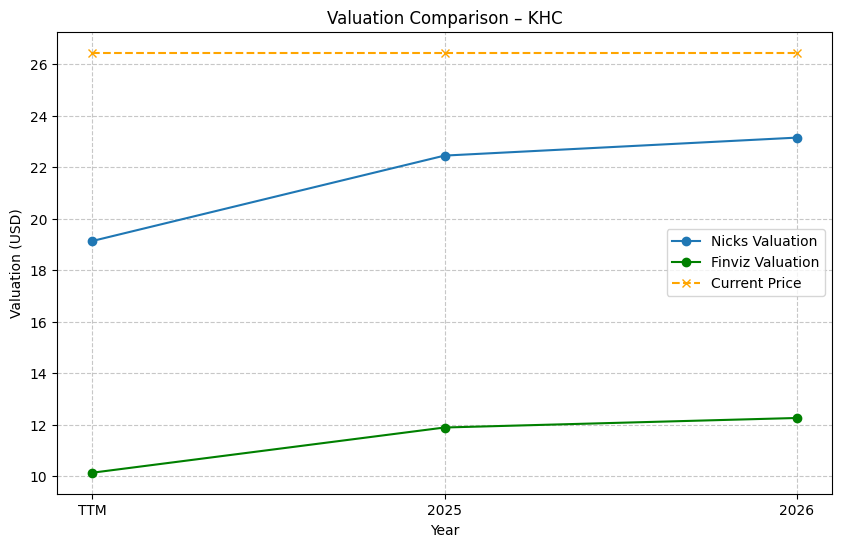 Valuation Comparison – KHC
Valuation (USD)
26
24
22
20
18
16
14
12
10
Nicks Valuation
Finviz Valuation
Current Price
TTM
2025
2026
Year